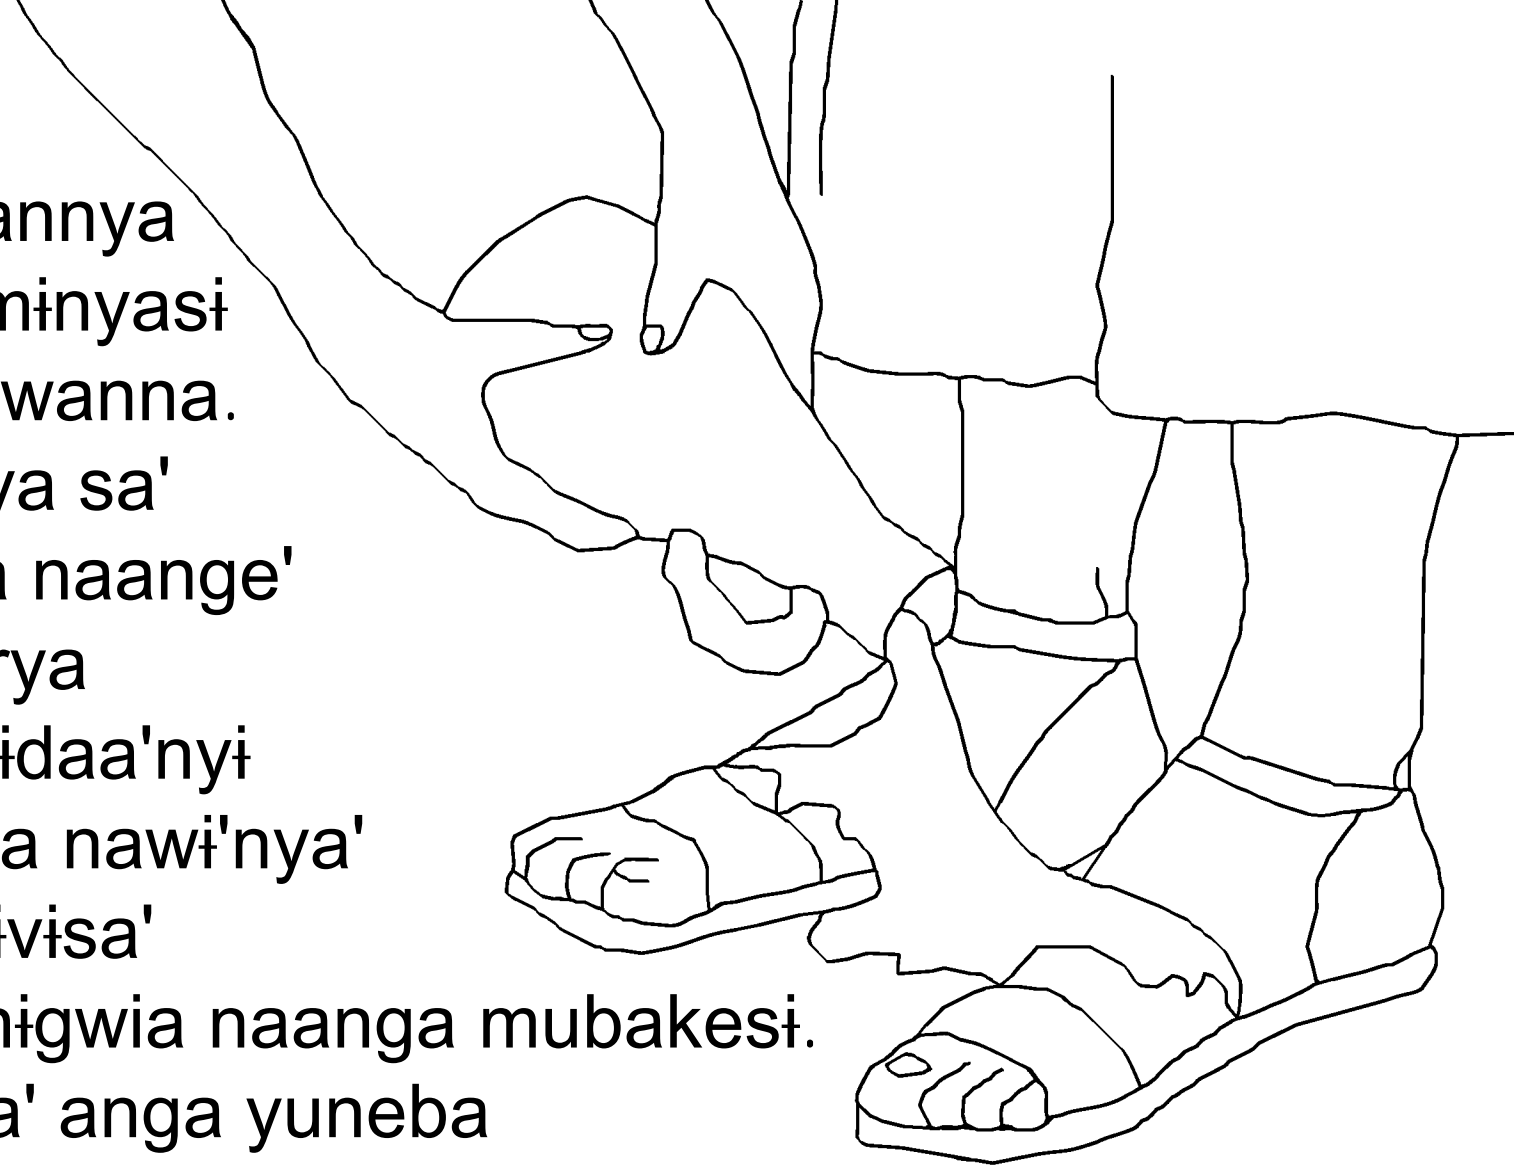 annya
mɨnyasɨ
wanna.
ya sa'
a naange'
rya
ɨdaa'nyɨ
a nawɨ'nya'
ɨvɨsa'
nɨgwia naanga mubakesɨ.
a' anga yuneba